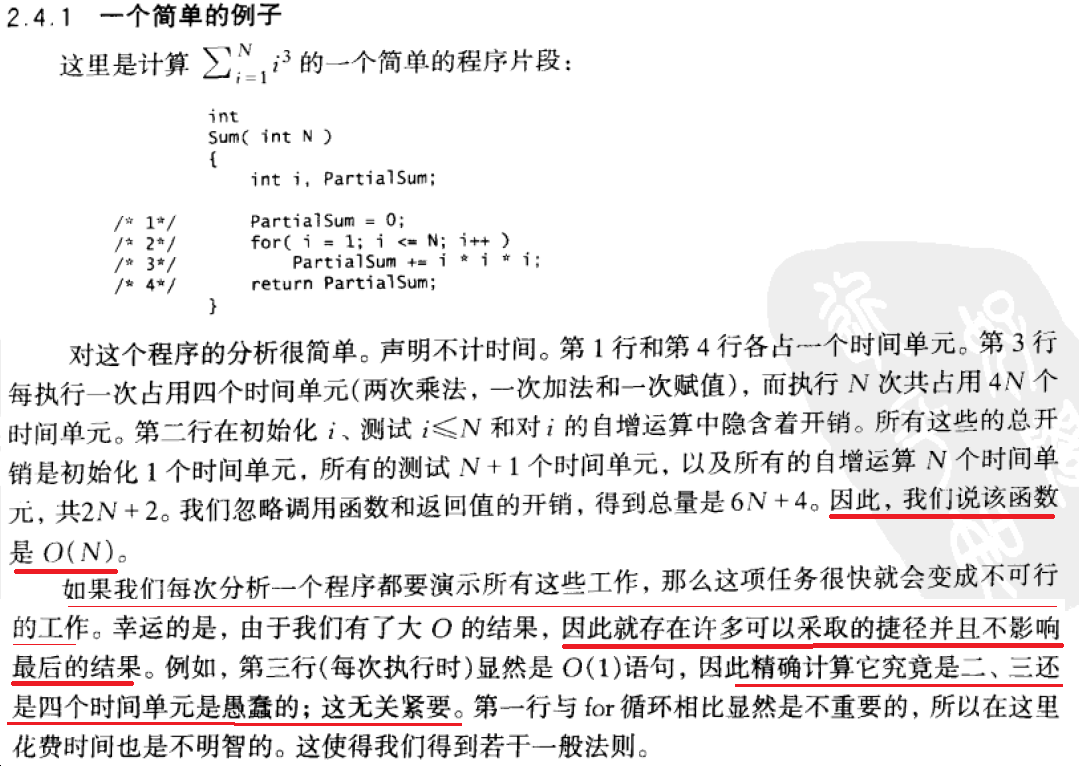 2.4.1 一个简单的例子
这里是计算 ∑_{i=1}^{N} i³ 的一个简单的程序片段：
int
Sum( int N )
{
int i, PartialSum;
/* 1*/ PartialSum = 0;
/* 2*/ for( i = 1; i <= N; i++ )
/* 3*/ PartialSum += i * i * i;
/* 4*/ return PartialSum;
}
对这个程序的分析很简单。声明不计时间。第 1 行和第 4 行各占一个时间单元。第 3 行
每执行一次占用四个时间单元(两次乘法，一次加法和一次赋值)，而执行 N 次共占用 4N 个
时间单元。第二行在初始化 i、测试 i≤N 和对 i 的自增运算中隐含着开销。所有这些的总开
销是初始化 1 个时间单元，所有的测试 N+1 个时间单元，以及所有的自增运算 N 个时间单
元，共2N+2。我们忽略调用函数和返回值的开销，得到总量是 6N+4。因此，我们说该函数
是 O(N)。
如果我们每次分析一个程序都要演示所有这些工作，那么这项任务很快就会变成不可行
的工作。幸运的是，由于我们有了大 O 的结果，因此就存在许多可以采取的捷径并且不影响
最后的结果。例如，第三行(每次执行时)显然是 O(1)语句，因此精确计算它究竟是二、三还
是四个时间单元是愚蠢的；这无关紧要。第一行与 for 循环相比显然是不重要的，所以在这里
花费时间也是不明智的。这使得我们得到若干一般法则。